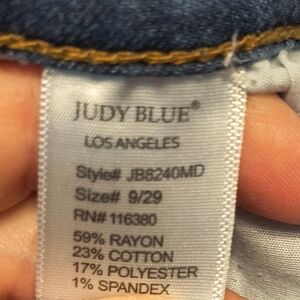 JUDY BLUE®
LOS ANGELES
Style# JB8240MD
Size# 9/29
RN# 116380
59% RAYON
23% COTTON
17% POLYESTER
1% SPANDEX